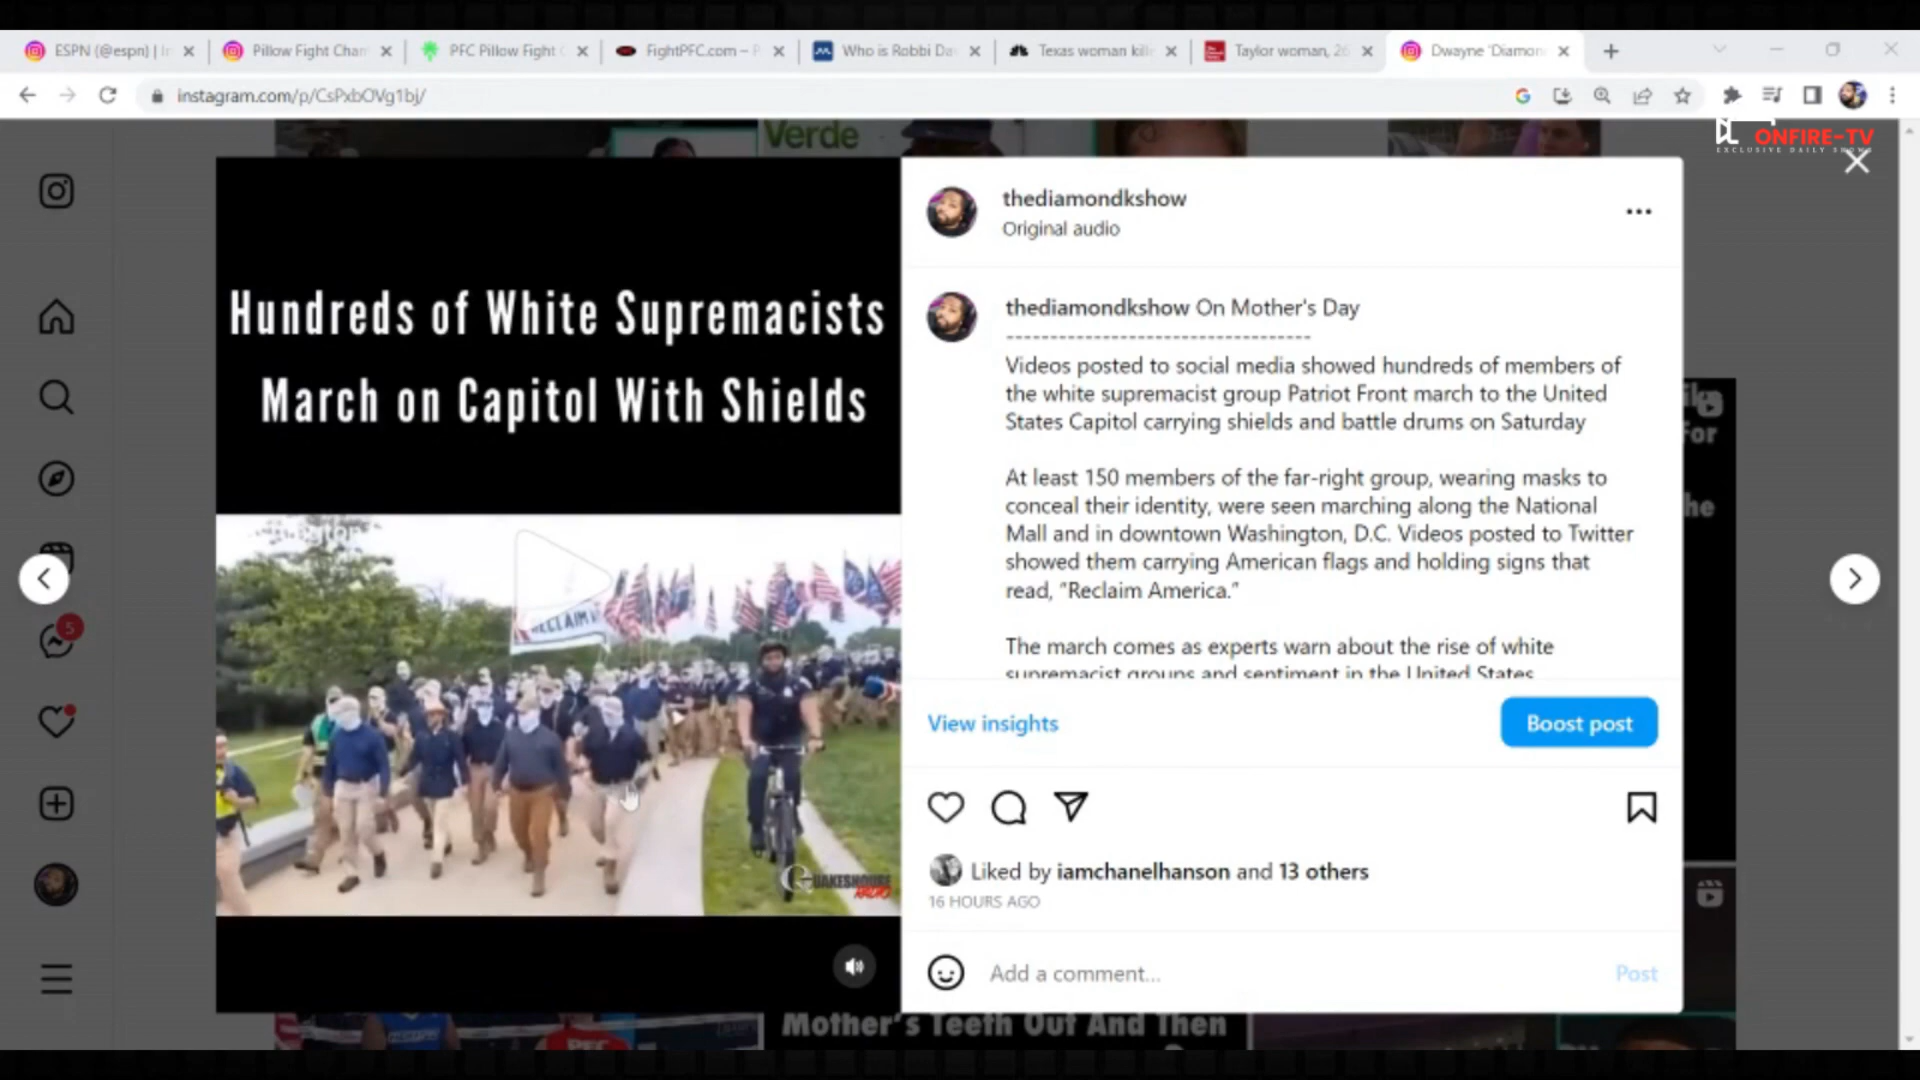 ESPN (@espn) | In
Pillow Fight Cham
PFC Pillow Fight
FightPFC.com –
Who is Robbi Da
Texas woman kill
Taylor woman, 26
Dwayne 'Diamon
instagram.com/p/CsPxbOVg1bj/
Verde
ONFIRE-TV
EXCLUSIVE DAILY SHOWS
Hundreds of White Supremacists
March on Capitol With Shields
RECLAIM
thediamondkshow
Original audio
thediamondkshow On Mother's Day
----------------------------------
Videos posted to social media showed hundreds of members of
the white supremacist group Patriot Front march to the United
States Capitol carrying shields and battle drums on Saturday
At least 150 members of the far-right group, wearing masks to
conceal their identity, were seen marching along the National
Mall and in downtown Washington, D.C. Videos posted to Twitter
showed them carrying American flags and holding signs that
read, “Reclaim America.”
The march comes as experts warn about the rise of white
supremacist groups and sentiment in the United States
View insights
Boost post
Liked by iamchanelhanson and 13 others
16 HOURS AGO
Add a comment...
Post
5
For
he
Mother's Teeth Out And Then
PFC